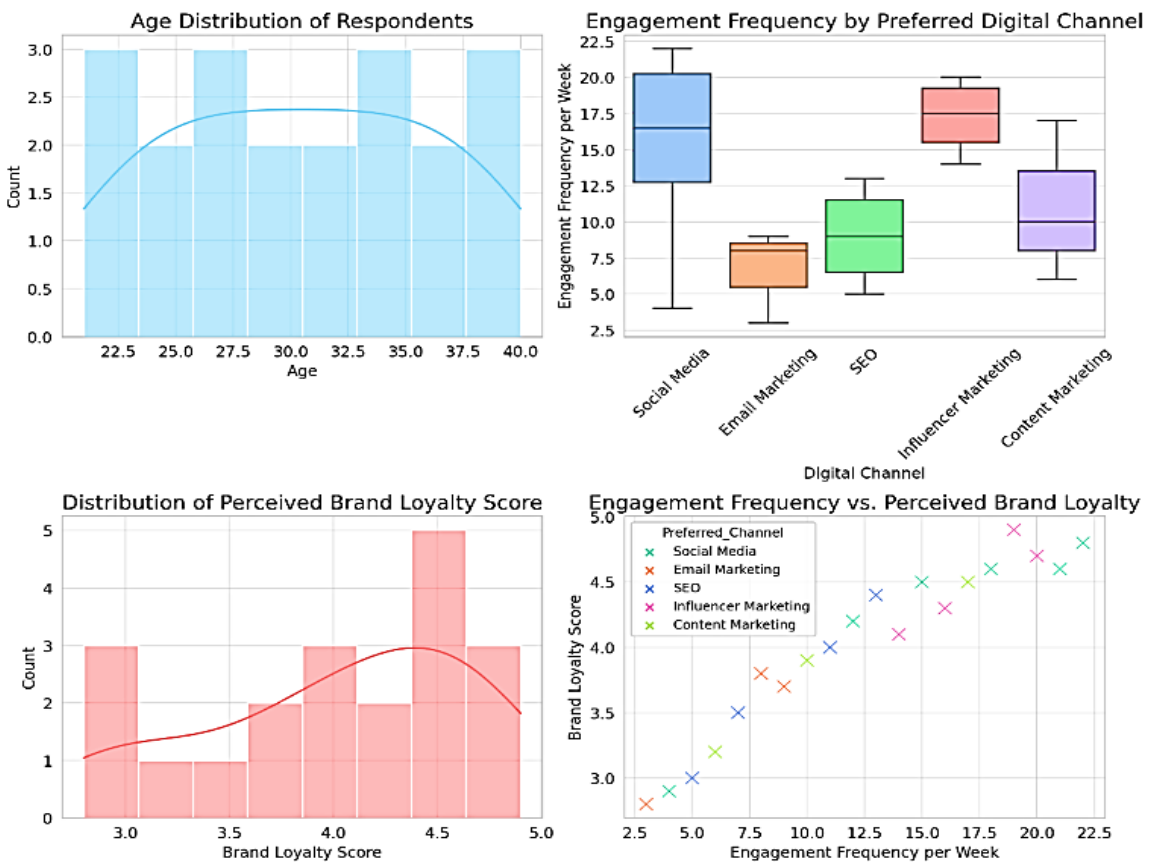 Age Distribution of Respondents
3.0
2.5
2.0
1.5
1.0
0.5
0.0
Count
22.5 25.0 27.5 30.0 32.5 35.0 37.5 40.0
Age
Engagement Frequency by Preferred Digital Channel
22.5
20.0
17.5
15.0
12.5
10.0
7.5
5.0
2.5
Engagement Frequency per Week
Social Media
Email Marketing
SEO
Influencer Marketing
Content Marketing
Digital Channel
Distribution of Perceived Brand Loyalty Score
5
4
3
2
1
0
Count
3.0 3.5 4.0 4.5 5.0
Brand Loyalty Score
Engagement Frequency vs. Perceived Brand Loyalty
5.0
4.5
4.0
3.5
3.0
Brand Loyalty Score
Preferred_Channel
Social Media
Email Marketing
SEO
Influencer Marketing
Content Marketing
2.5 5.0 7.5 10.0 12.5 15.0 17.5 20.0 22.5
Engagement Frequency per Week